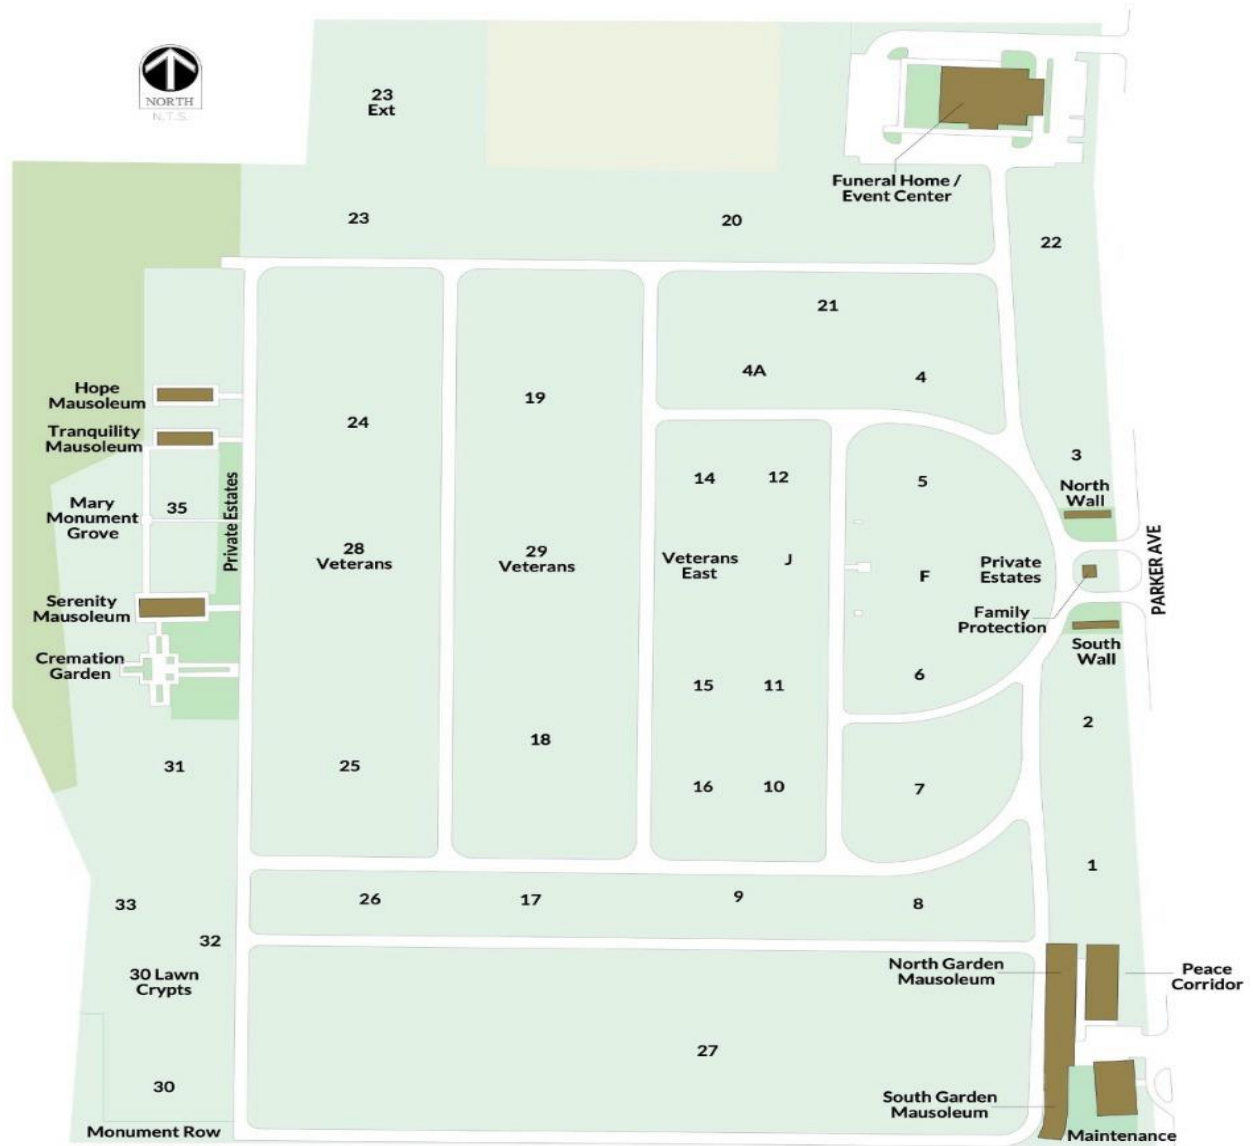 NORTH
N.T.S.
23
Ext
Funeral Home /
Event Center
23
20
22
21
Hope
Mausoleum
4A
4
19
24
Tranquility
Mausoleum
3
North
Wall
14
12
5
Mary
Monument
Grove
35
Private Estates
28
Veterans
29
Veterans
Veterans
East
J
F
Private
Estates
PARKER AVE
Family
Protection
Serenity
Mausoleum
South
Wall
Cremation
Garden
15
11
6
2
18
31
25
16
10
7
1
26
17
9
8
33
32
30 Lawn
Crypts
North Garden
Mausoleum
Peace
Corridor
27
30
South Garden
Mausoleum
Monument Row
Maintenance